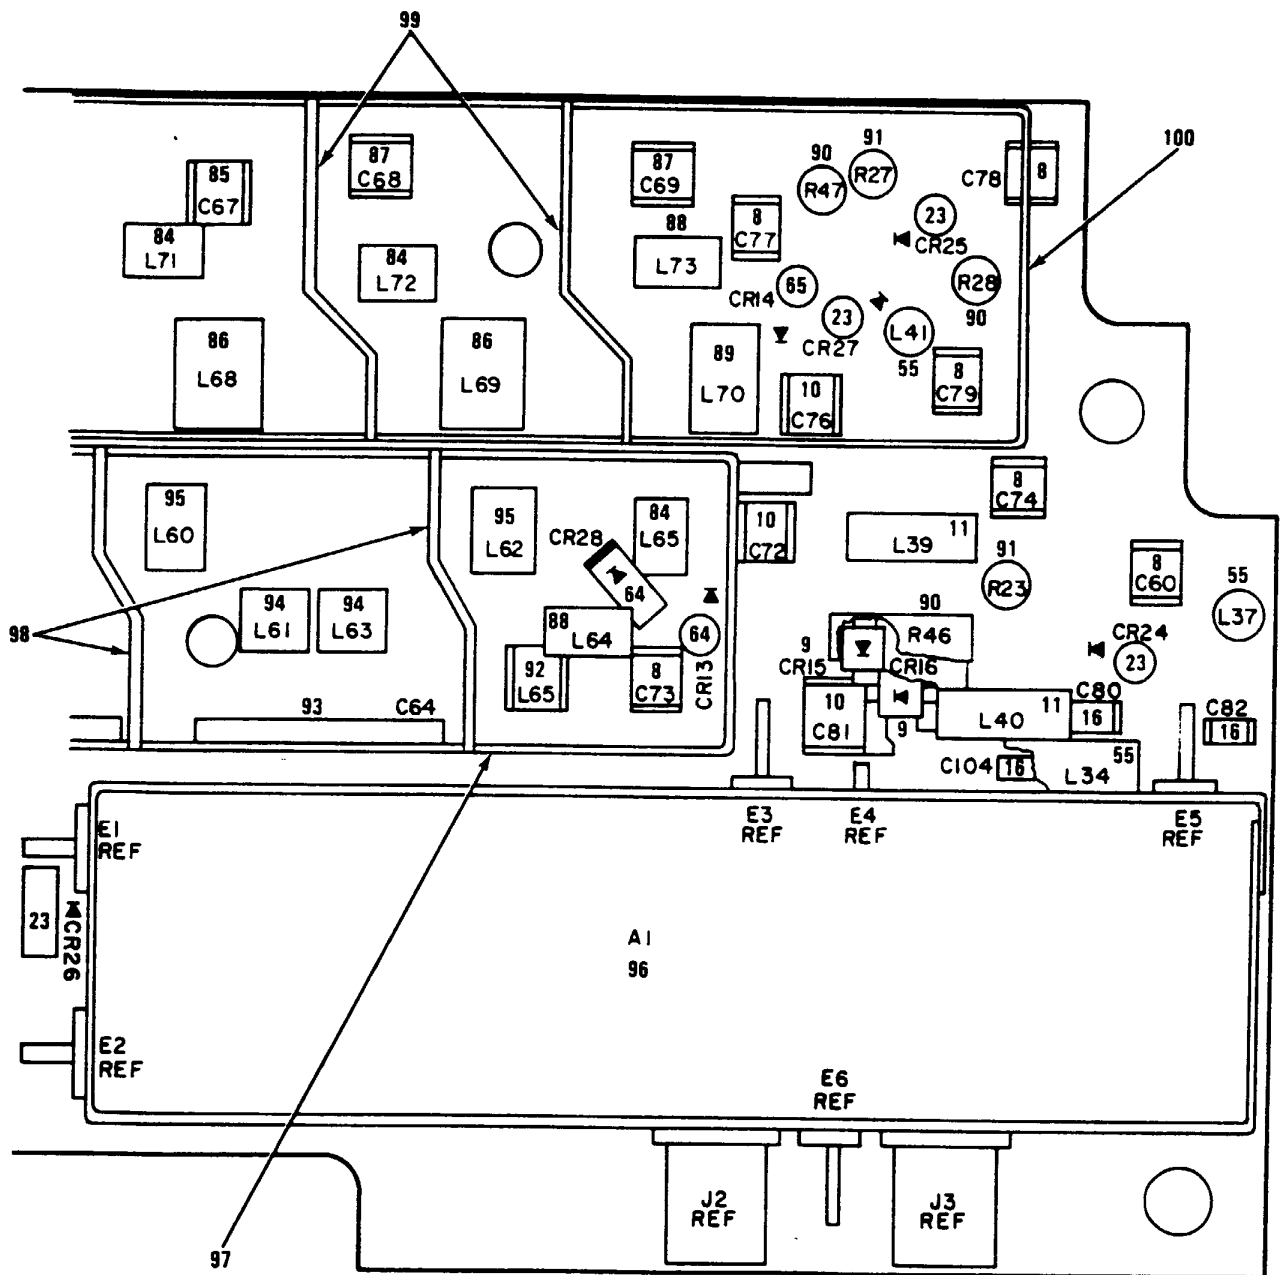 99
100
85
C67
87
C68
87
C69
90
R47
91
R27
C78
8
84
L71
84
L72
88
L73
8
C77
23
CR25
CR14
65
R28
90
23
CR27
L41
55
86
L68
86
L69
89
L70
10
C76
8
C79
95
L60
95
L62
CR28
84
L65
10
C72
L39
11
8
C74
91
R23
8
C60
55
L37
98
94
L61
94
L63
64
88
L64
64
CR13
92
L65
8
C73
90
R46
9
CR15
CR16
CR24
23
93
C64
10
C81
9
L40
11
C80
16
C82
16
C104
16
L34
55
E1
REF
E3
REF
E4
REF
E5
REF
23
CR26
A1
96
E2
REF
E6
REF
J2
REF
J3
REF
97